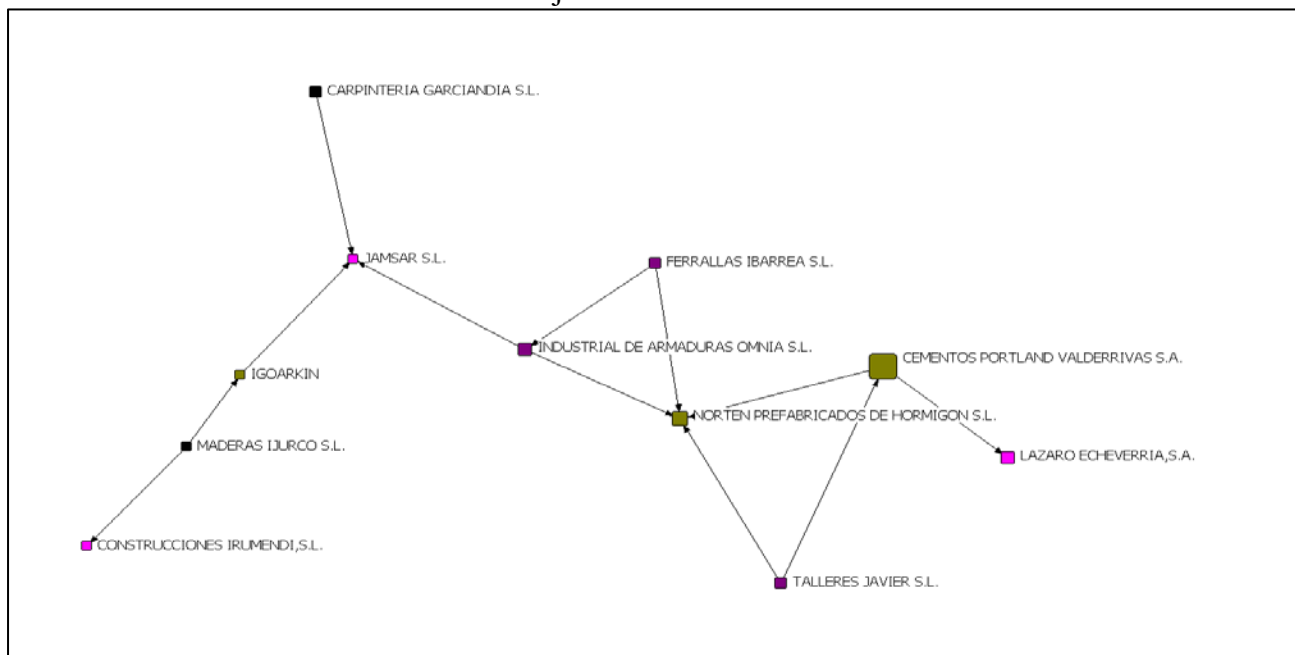 CARPINTERIA GARCIANDIA S.L.
JAMSAR S.L.
FERRALLAS IBARREA S.L.
INDUSTRIAL DE ARMADURAS OMNIA S.L.
CEMENTOS PORTLAND VALDERRIVAS S.A.
IGOARKIN
NORTEN PREFABRICADOS DE HORMIGON S.L.
MADERAS IJURCO S.L.
LAZARO ECHEVERRIA,S.A.
CONSTRUCCIONES IRUMENDI,S.L.
TALLERES JAVIER S.L.